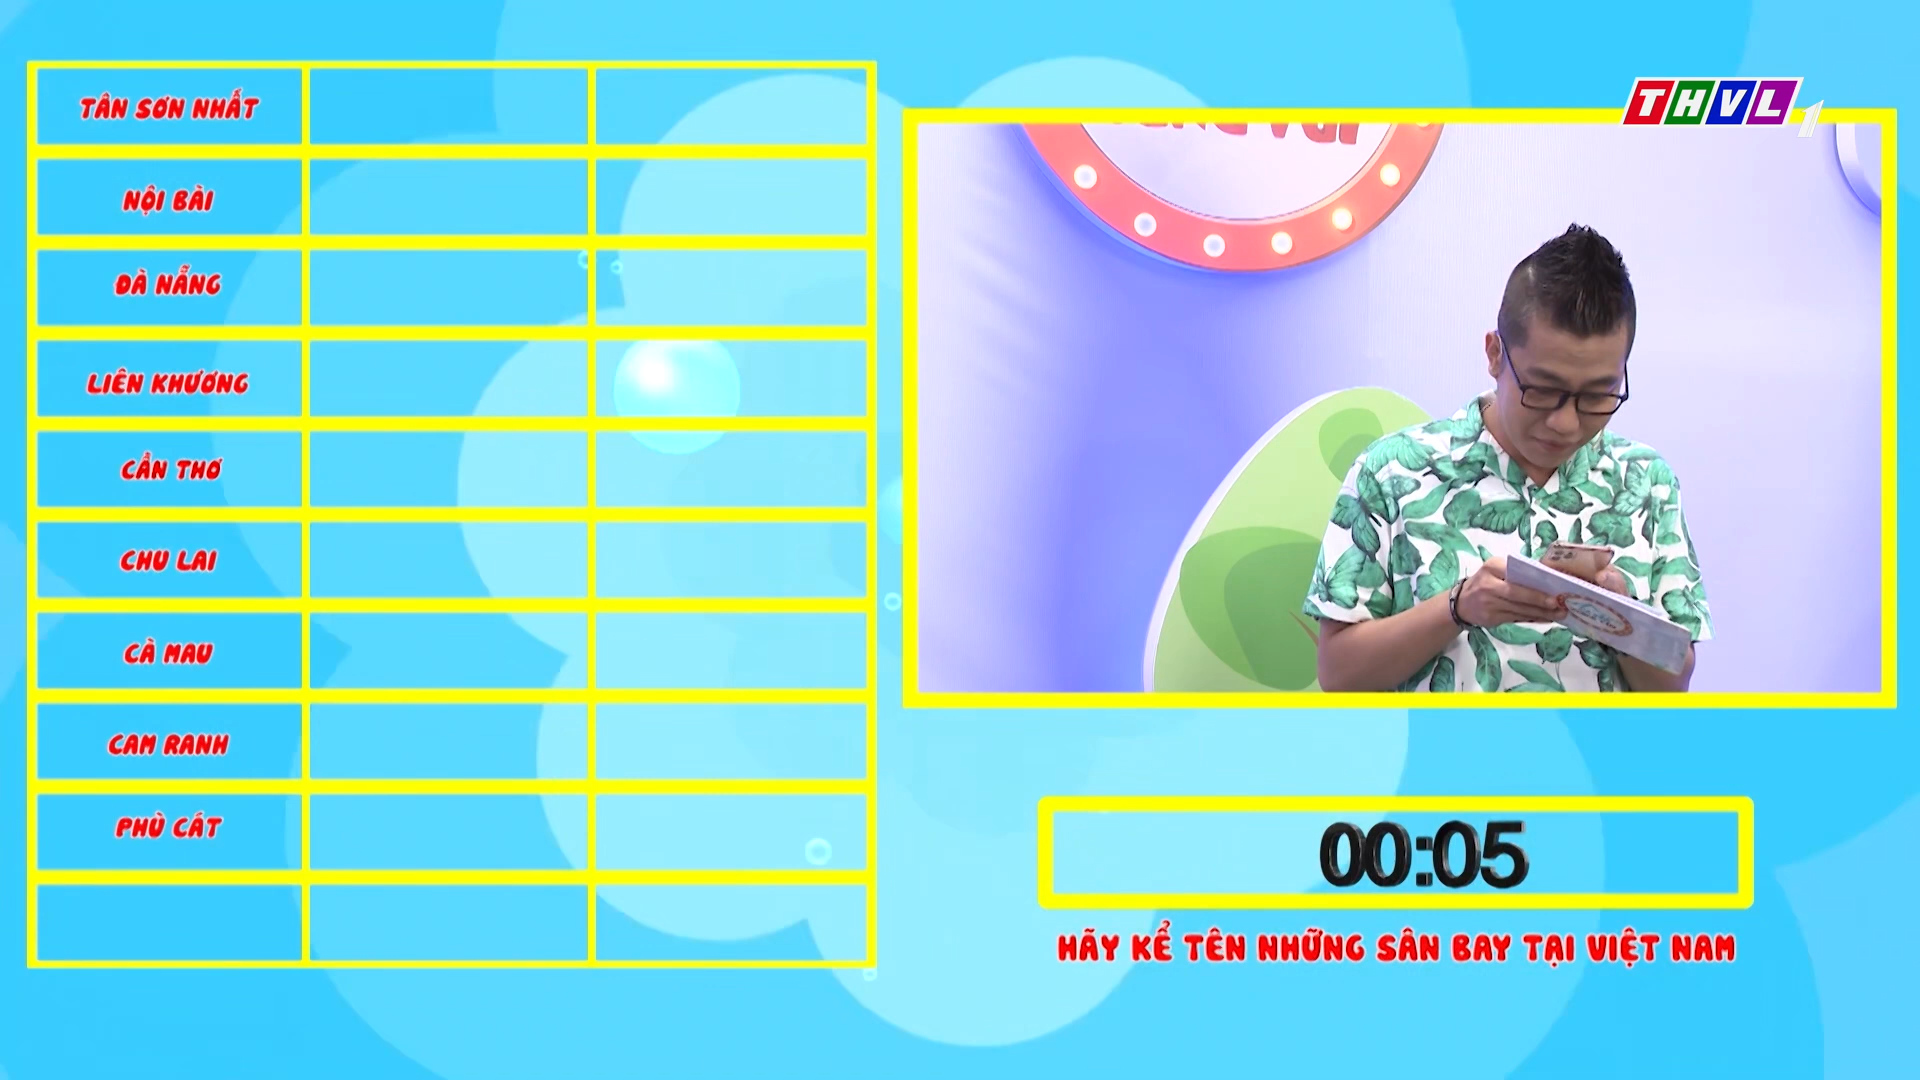 TÂN SƠN NHẤT
NỘI BÀI
ĐÀ NẴNG
LIÊN KHƯƠNG
CẦN THƠ
CHU LAI
CÀ MAU
CAM RANH
PHÙ CÁT
THVL1
00:05
HÃY KỂ TÊN NHỮNG SÂN BAY TẠI VIỆT NAM